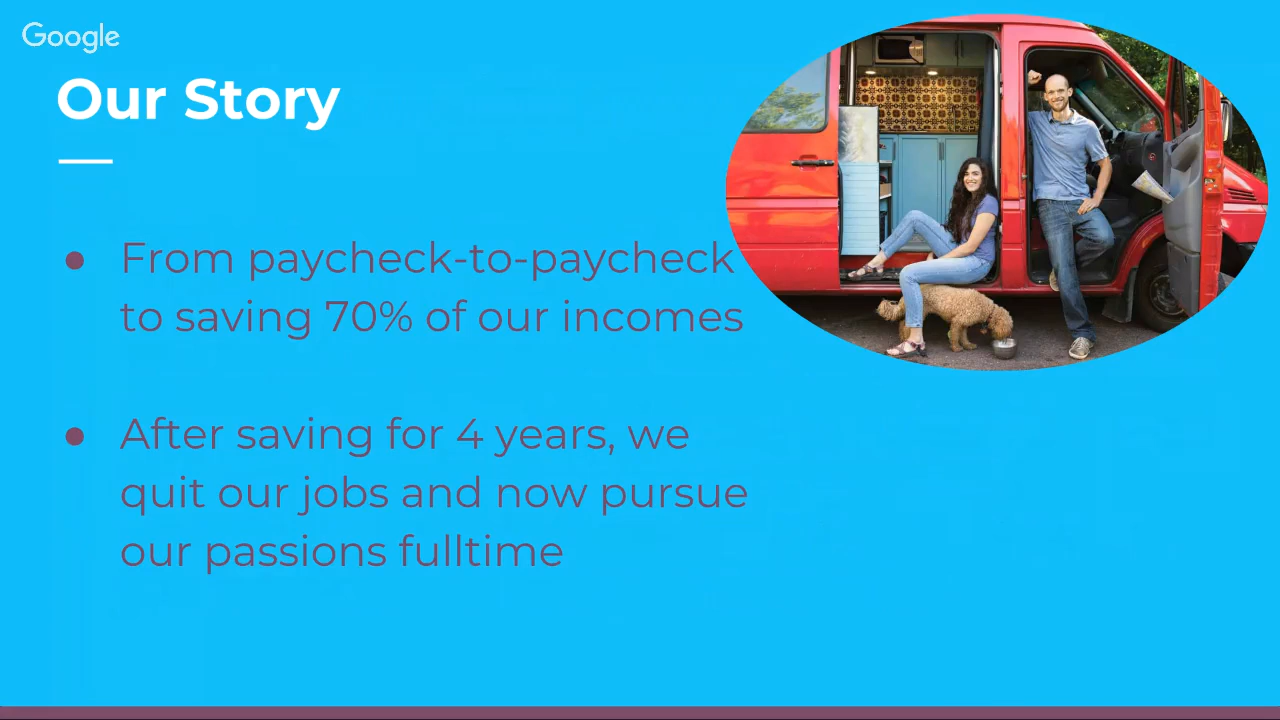 Google
Our Story
● From paycheck-to-paycheck
to saving 70% of our incomes
● After saving for 4 years, we
quit our jobs and now pursue
our passions fulltime